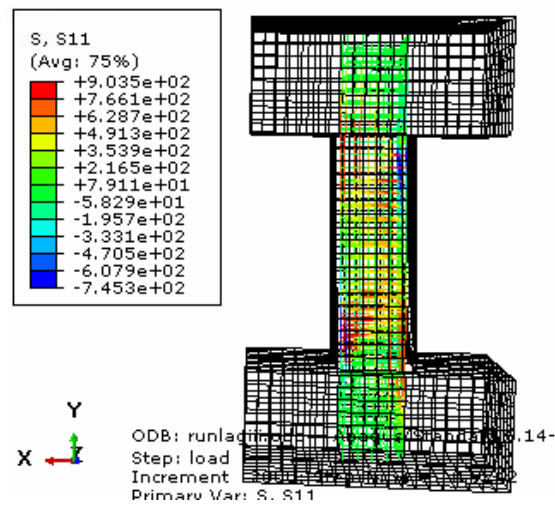 S, S11
(Avg: 75%)
+9.035e+02
+7.661e+02
+6.287e+02
+4.913e+02
+3.539e+02
+2.165e+02
+7.911e+01
-5.829e+01
-1.957e+02
-3.331e+02
-4.705e+02
-6.079e+02
-7.453e+02
Y
X
ODB:
Step: load
Increment
Primary Var: S, S11